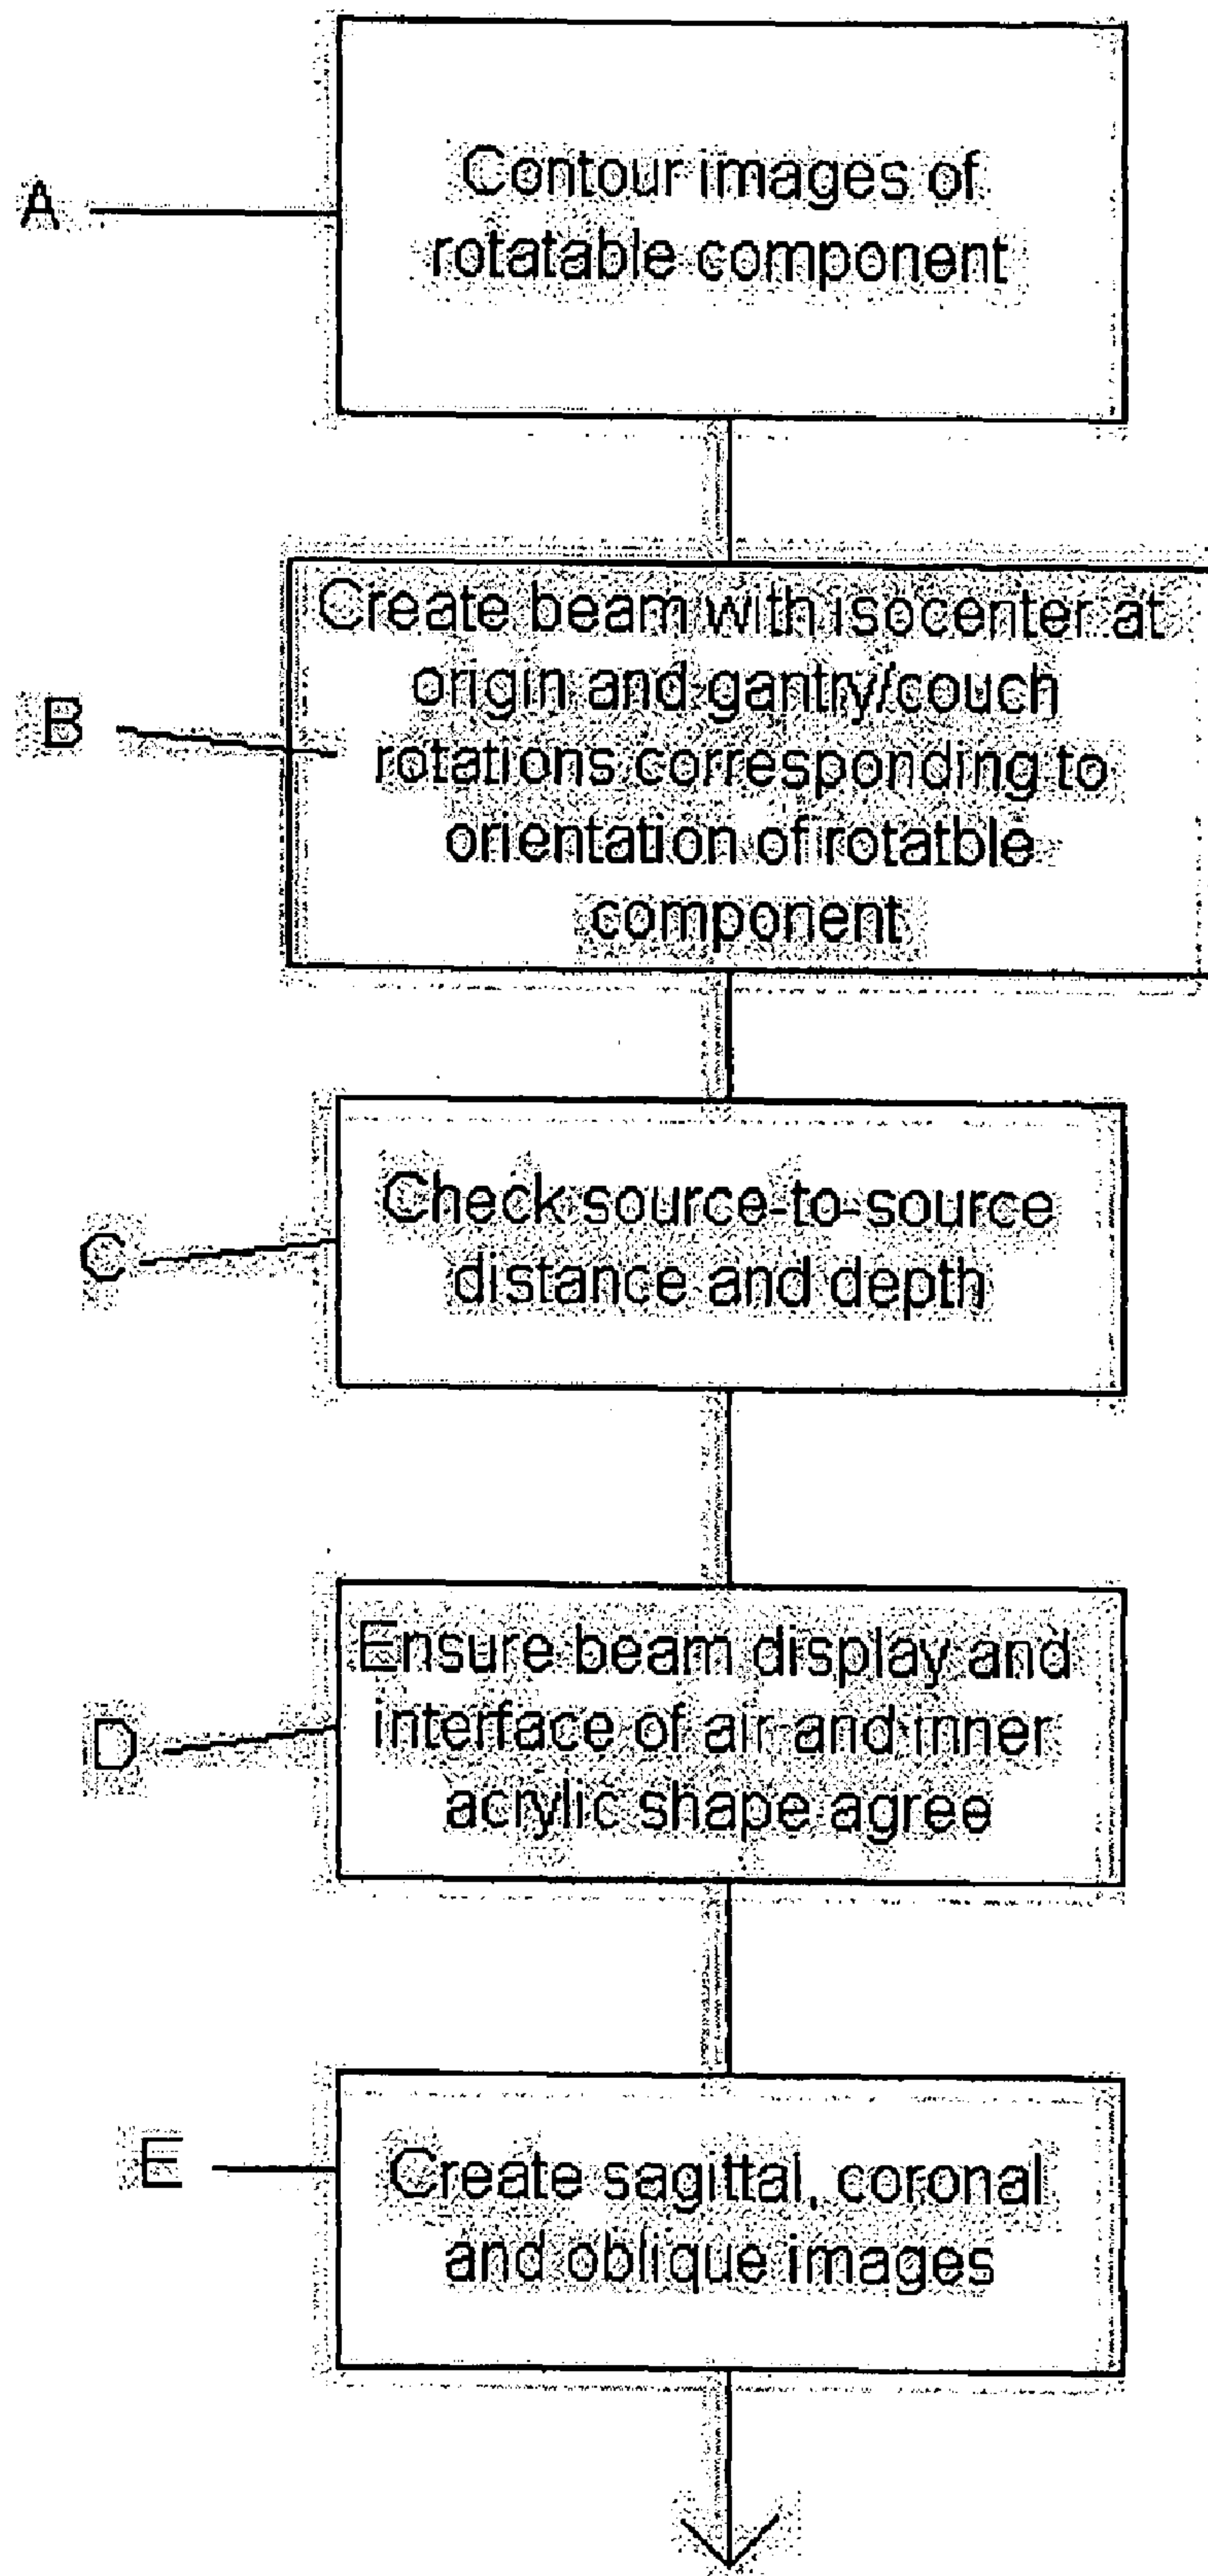 A
Contour images of
rotatable component
B
Create beam with isocenter at
origin and gantry/couch
rotations corresponding to
orientation of rotatble
component
C
Check source-to-source
distance and depth
D
Ensure beam display and
interface of air and inner
acrylic shape agree
E
Create sagittal, coronal
and oblique images